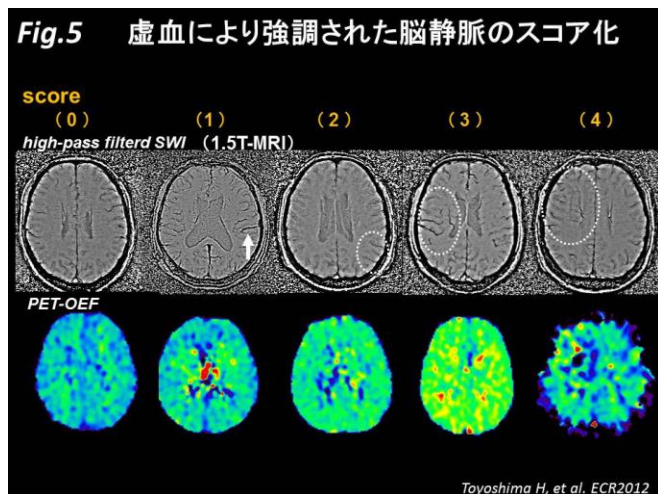 Fig.5 虚血により強調された脳静脈のスコア化
score
(0) (1) (2) (3) (4)
high-pass filterd SWI (1.5T-MRI)
PET-OEF
Toyoshima H, et al. ECR2012